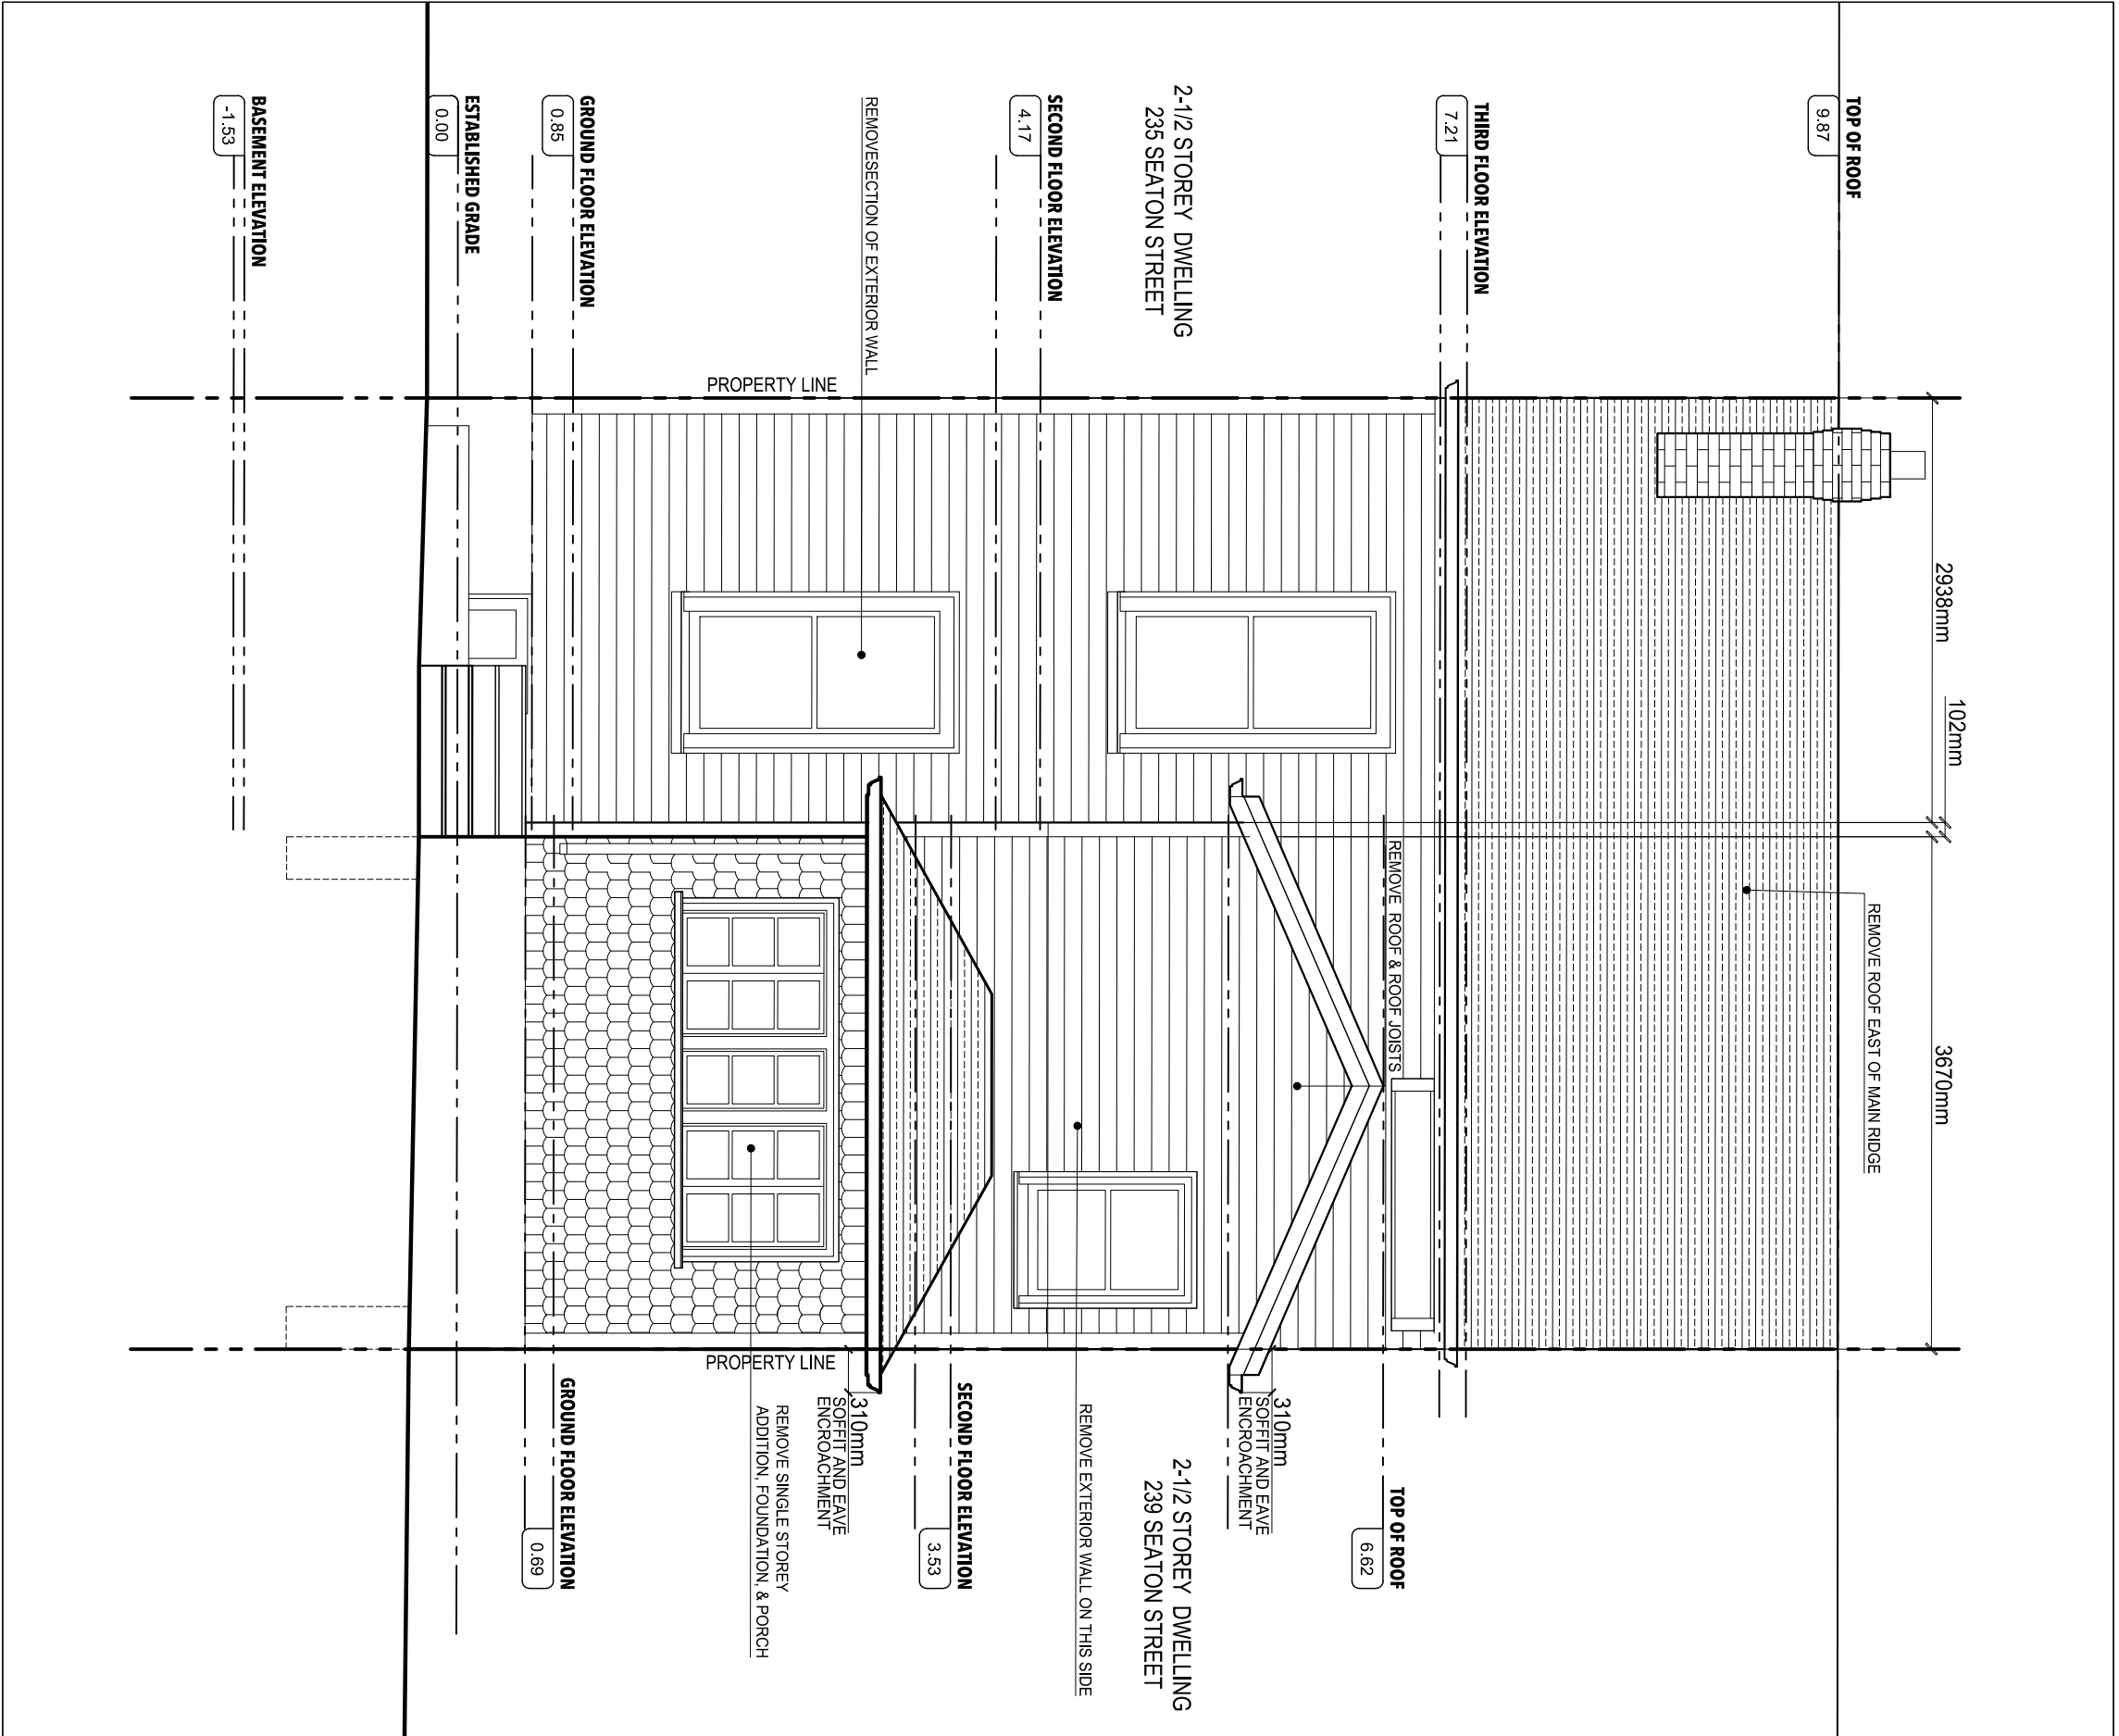 TOP OF ROOF
9.87
2938mm
102mm
3670mm
REMOVE ROOF EAST OF MAIN RIDGE
THIRD FLOOR ELEVATION
7.21
REMOVE ROOF & ROOF JOISTS
TOP OF ROOF
6.62
310mm
SOFFIT AND EAVE
ENCROACHMENT
2-1/2 STOREY DWELLING
235 SEATON STREET
2-1/2 STOREY DWELLING
239 SEATON STREET
SECOND FLOOR ELEVATION
4.17
REMOVE EXTERIOR WALL ON THIS SIDE
SECOND FLOOR ELEVATION
3.53
REMOVESECTION OF EXTERIOR WALL
310mm
SOFFIT AND EAVE
ENCROACHMENT
PROPERTY LINE
PROPERTY LINE
REMOVE SINGLE STOREY
ADDITION, FOUNDATION, & PORCH
GROUND FLOOR ELEVATION
0.85
GROUND FLOOR ELEVATION
0.69
ESTABLISHED GRADE
0.00
BASEMENT ELEVATION
-1.53